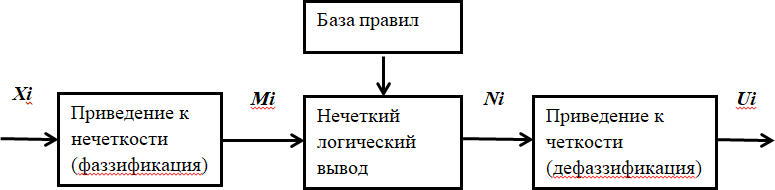 База правил
Xi
Mi
Ni
Ui
Приведение к
нечеткости
(фаззификация)
Нечеткий
логический
вывод
Приведение к
четкости
(дефаззификация)